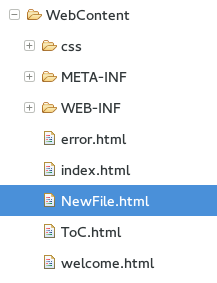 WebContent
css
META-INF
WEB-INF
error.html
index.html
NewFile.html
ToC.html
welcome.html